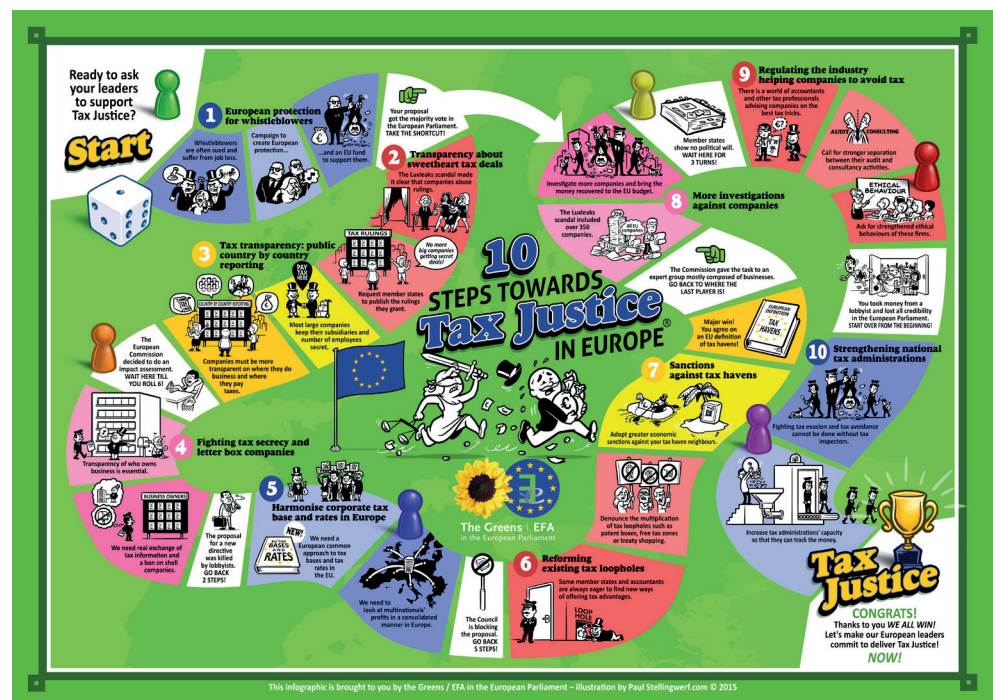 Ready to ask
your leaders
to support
Tax Justice?
Start
1
European protection
for whistleblowers
Whistleblowers
are often sued and
suffer from job loss.
Campaign to
create European
protection...
...and an EU fund
to support them.
Your proposal
got the majority vote in
the European Parliament.
TAKE THE SHORTCUT!
2
Transparency about
sweetheart tax deals
The Luxleaks scandal made
it clear that companies abuse
rulings.
TAX RULINGS
No more
big companies
getting secret
deals!
Request member states
to publish the rulings
they grant.
3
Tax transparency: public
country by country
reporting
PAY
TAX
HERE
Most large companies
keep their subsidiaries and
number of employees
secret.
COUNTRY BY COUNTRY REPORTING
Companies must be more
transparent on where they do
business and where
they pay
taxes.
The
European
Commission
decided to do an
impact assessment.
WAIT HERE TILL
YOU ROLL 6!
4
Fighting tax secrecy and
letter box companies
Transparency of who owns
business is essential.
BUSINESS OWNERS
We need real exchange of
tax information and
a ban on shell
companies.
The
proposal
for a new
directive
was killed
by lobbyists.
GO BACK
2 STEPS!
5
Harmonise corporate tax
base and rates in Europe
NEW!
BASES
AND
RATES
We need a
European common
approach to tax
bases and tax
rates in
the EU.
We need to
look at multinationals'
profits in a consolidated
manner in Europe.
The Council
is blocking
the proposal.
GO BACK
5 STEPS!
6
Reforming
existing tax loopholes
Some member states and accountants
are always eager to find new ways
of offering tax advantages.
LOOP
HOLE
Denounce the multiplication
of tax loopholes such as
patent boxes, free tax zones
or treaty shopping.
7
Sanctions
against tax havens
Adopt greater economic
sanctions against your tax haven neighbours.
Major win!
You agree on
an EU definition
of tax havens!
EUROPEAN
DEFINITION
TAX
HAVENS
The Commission gave the task to an
expert group mostly composed of businesses.
GO BACK TO WHERE THE
LAST PLAYER IS!
8
More investigations
against companies
The Luxleaks
scandal included
over 350
companies.
350
All EU
companies
Investigate more companies and bring the
money recovered to the EU budget.
Member states
show no political will.
WAIT HERE FOR
3 TURNS!
9
Regulating the industry
helping companies to avoid tax
There is a world of accountants
and other tax professionals
advising companies on the
best tax tricks.
€?
AUDIT
CONSULTING
Call for stronger separation
between their audit and
consultancy activities.
ETHICAL
BEHAVIOUR
Ask for strengthened ethical
behaviours of these firms.
You took money from a
lobbyist and lost all credibility
in the European Parliament.
START OVER FROM THE BEGINNING!
10
Strengthening national
tax administrations
Fighting tax evasion and tax avoidance
cannot be done without tax
inspectors.
Increase tax administrations' capacity
so that they can track the money.
10
STEPS TOWARDS
Tax Justice
IN EUROPE®
The Greens | EFA
in the European Parliament
Tax
Justice
CONGRATS!
Thanks to you WE ALL WIN!
Let's make our European leaders
commit to deliver Tax Justice!
NOW!
This infographic is brought to you by the Greens / EFA in the European Parliament – illustration by Paul Stellingwerf.com © 2015